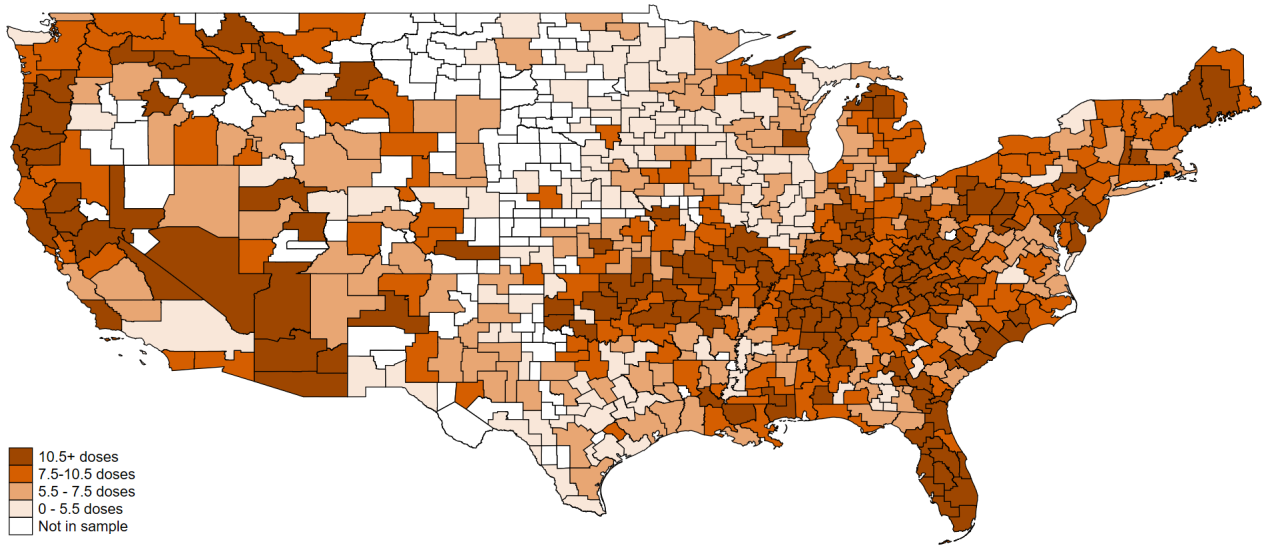 10.5+ doses
7.5-10.5 doses
5.5 - 7.5 doses
0 - 5.5 doses
Not in sample